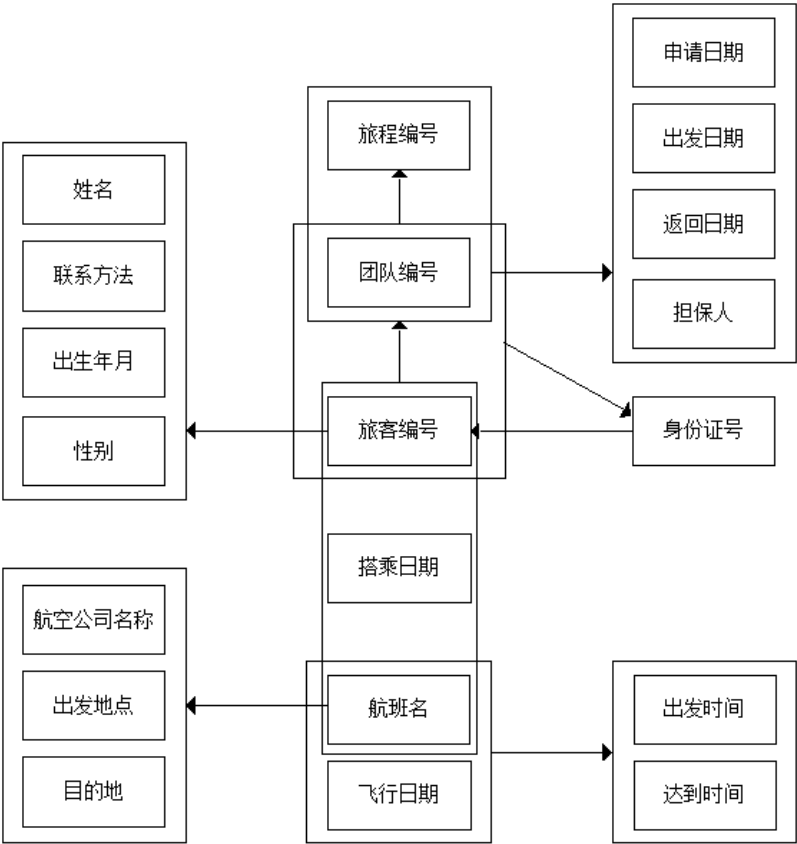 申请日期
出发日期
返回日期
担保人
旅程编号
团队编号
姓名
联系方法
出生年月
性别
旅客编号
身份证号
搭乘日期
航空公司名称
出发地点
目的地
航班名
飞行日期
出发时间
达到时间